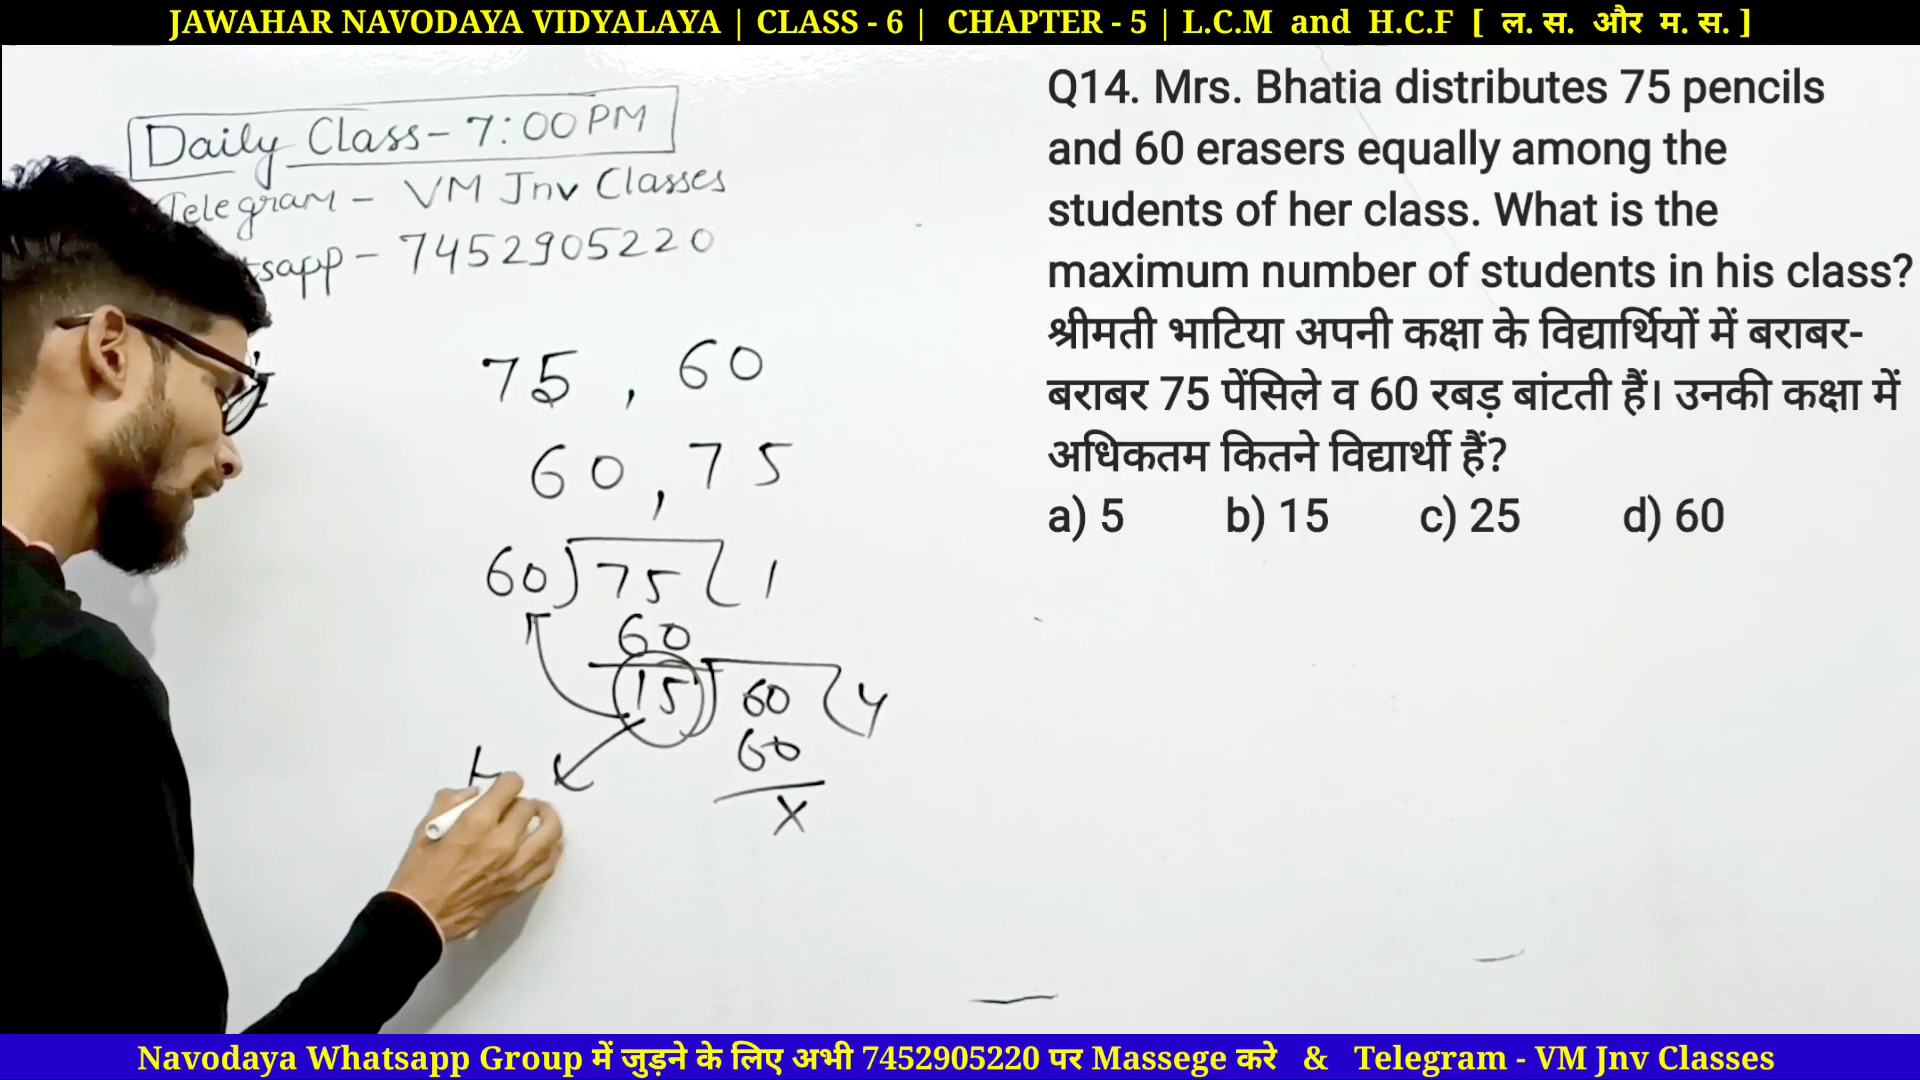 JAWAHAR NAVODAYA VIDYALAYA | CLASS - 6 | CHAPTER - 5 | L.C.M and H.C.F [ ल. स. और म. स. ]
Daily Class - 7:00 PM
Telegram - VM Jnv Classes
tsapp - 7452905220
75 , 60
60 , 75
60 ) 75 ( 1
60
15 ) 60 ( 4
60
x
Q14. Mrs. Bhatia distributes 75 pencils
and 60 erasers equally among the
students of her class. What is the
maximum number of students in his class?
श्रीमती भाटिया अपनी कक्षा के विद्यार्थियों में बराबर-
बराबर 75 पेंसिले व 60 रबड़ बांटती हैं। उनकी कक्षा में
अधिकतम कितने विद्यार्थी हैं?
a) 5 b) 15 c) 25 d) 60
Navodaya Whatsapp Group में जुड़ने के लिए अभी 7452905220 पर Massege करे & Telegram - VM Jnv Classes